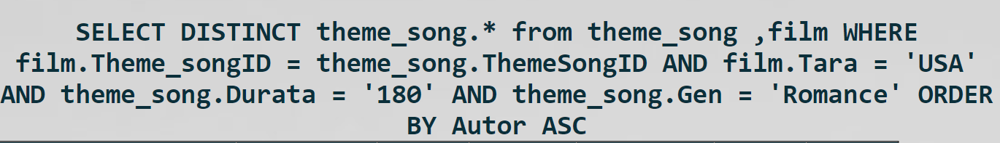 SELECT DISTINCT theme_song.* from theme_song ,film WHERE
film.Theme_songID = theme_song.ThemeSongID AND film.Tara = 'USA'
AND theme_song.Durata = '180' AND theme_song.Gen = 'Romance' ORDER
BY Autor ASC